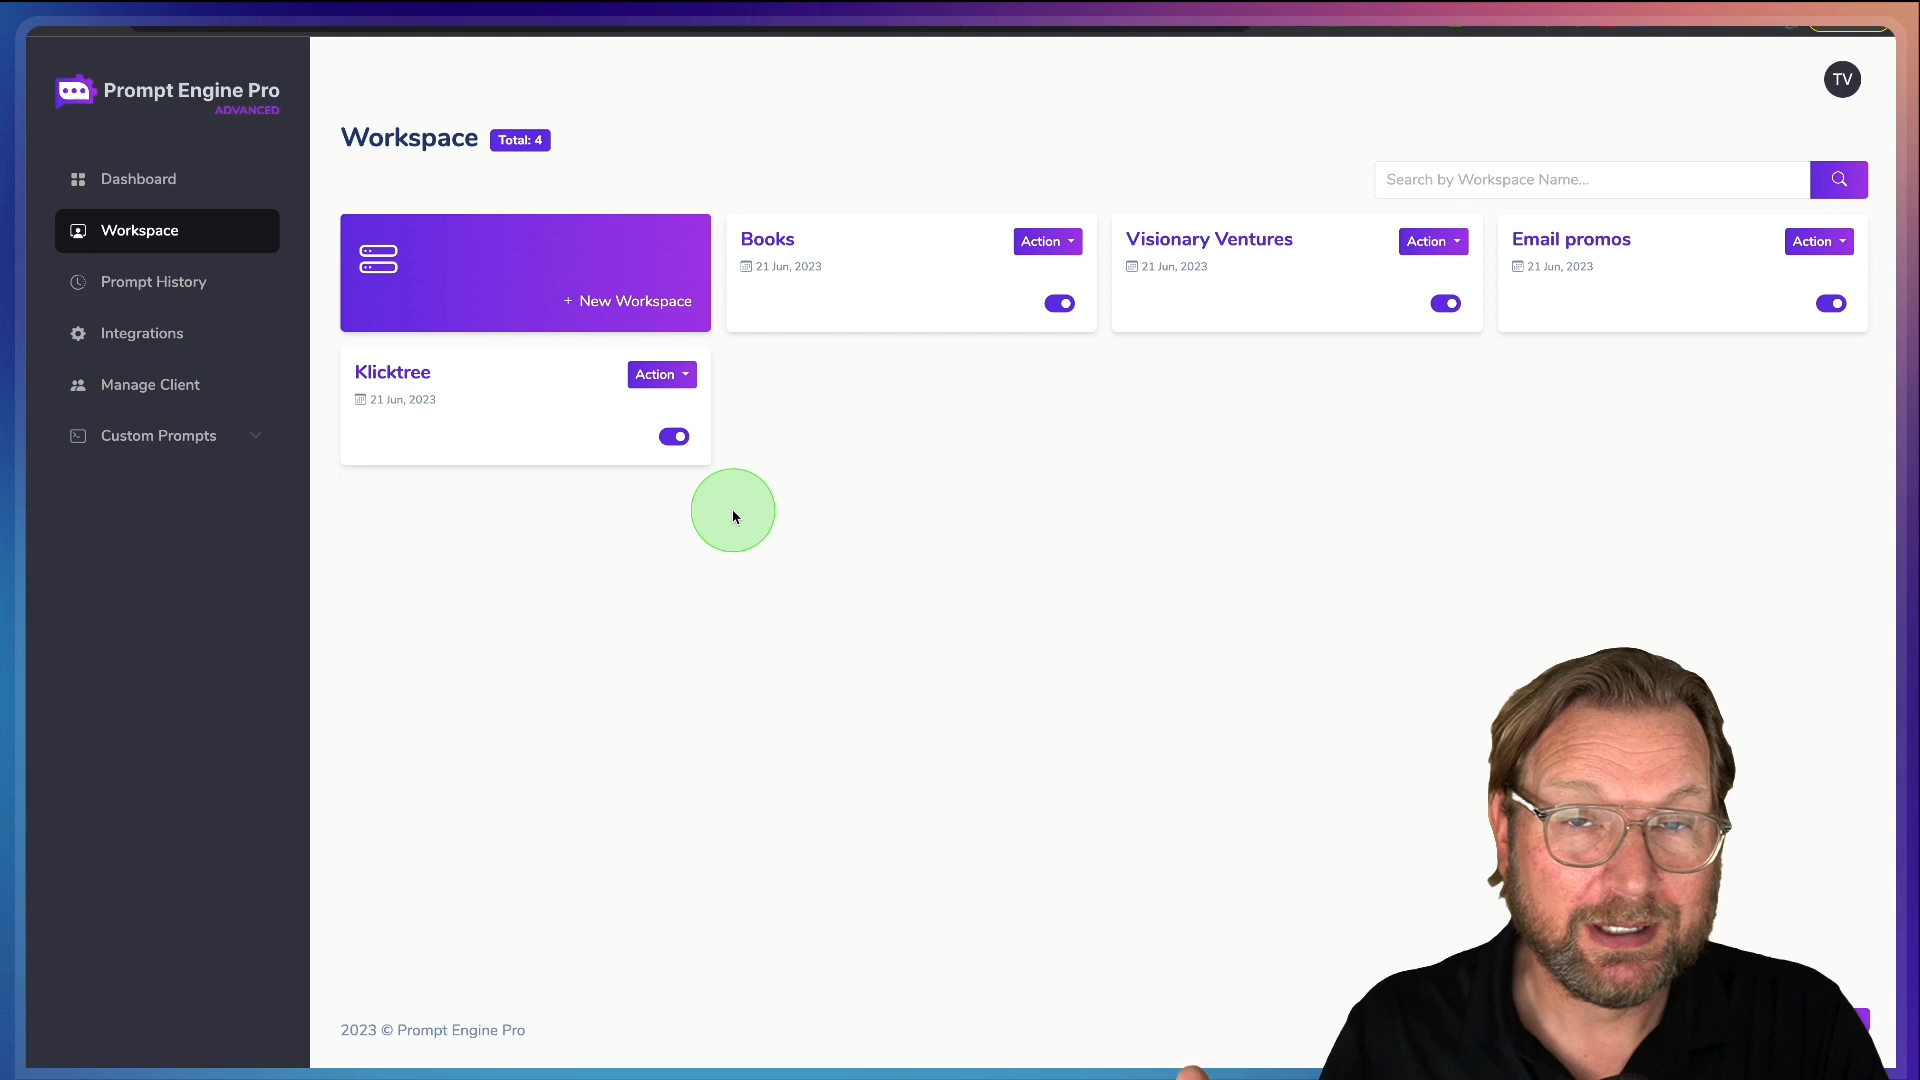 Prompt Engine Pro
ADVANCED
TV
Dashboard
Workspace
Prompt History
Integrations
Manage Client
Custom Prompts
Workspace
Total: 4
Search by Workspace Name...
+ New Workspace
Books
Action
21 Jun, 2023
Visionary Ventures
Action
21 Jun, 2023
Email promos
Action
21 Jun, 2023
Klicktree
Action
21 Jun, 2023
2023 © Prompt Engine Pro